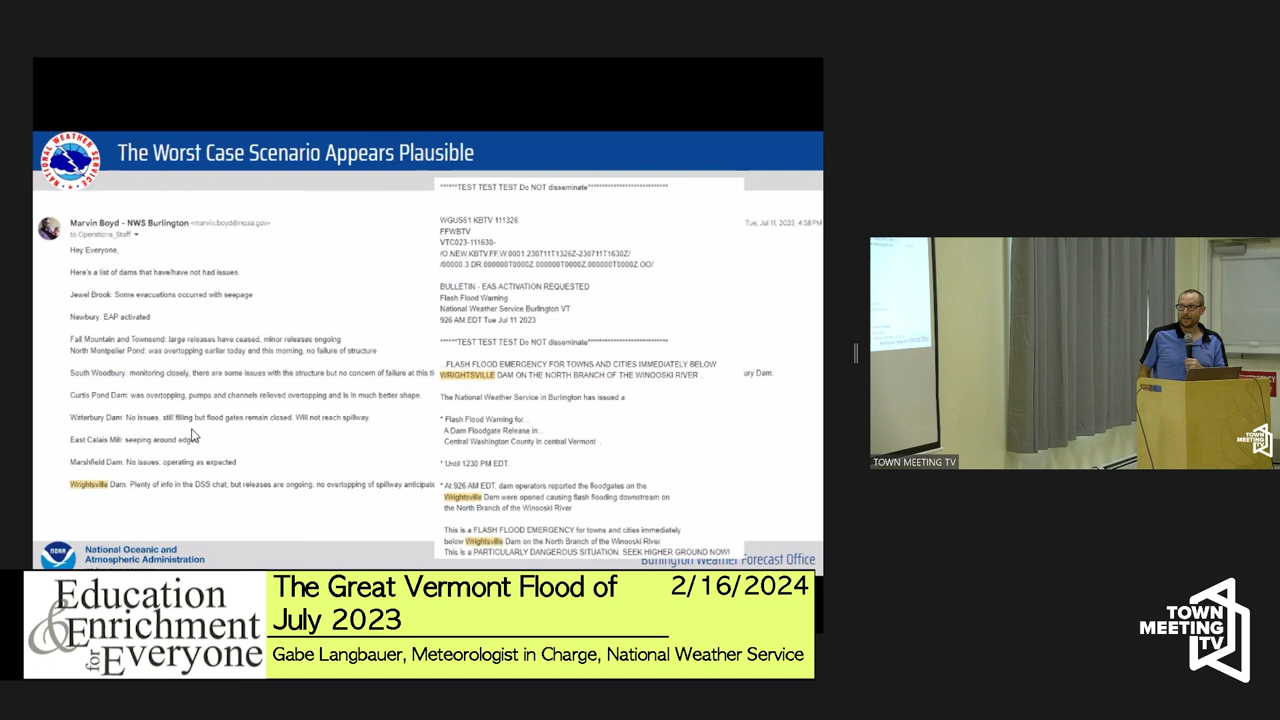 The Worst Case Scenario Appears Plausible
NATIONAL WEATHER SERVICE
Marvin Boyd - NWS Burlington <marvin.boyd@noaa.gov>
to Operations_Staff
Tue, Jul 11, 2023, 4:58 PM
Hey Everyone,
Here's a list of dams that have/have not had issues.
Jewel Brook: Some evacuations occurred with seepage
Newbury: EAP activated
Fall Mountain and Townsend: large releases have ceased, minor releases ongoing
North Montpelier Pond: was overtopping earlier today and this morning, no failure of structure
South Woodbury: monitoring closely, there are some issues with the structure but no concern of failure at this ti
ury Dam.
Curtis Pond Dam: was overtopping, pumps and channels relieved overtopping and is in much better shape.
Waterbury Dam: No issues, still filling but flood gates remain closed. Will not reach spillway.
East Calais Mill: seeping around edg
Marshfield Dam: No issues, operating as expected
Wrightsville Dam: Plenty of info in the DSS chat, but releases are ongoing, no overtopping of spillway anticipate
******TEST TEST TEST Do NOT disseminate**************************
WGUS51 KBTV 111326
FFWBTV
VTC023-111630-
/O.NEW.KBTV.FF.W.0001.230711T1326Z-230711T1630Z/
/00000.3.DR.000000T0000Z.000000T0000Z.000000T0000Z.OO/
BULLETIN - EAS ACTIVATION REQUESTED
Flash Flood Warning
National Weather Service Burlington VT
926 AM EDT Tue Jul 11 2023
******TEST TEST TEST Do NOT disseminate**************************
...FLASH FLOOD EMERGENCY FOR TOWNS AND CITIES IMMEDIATELY BELOW
WRIGHTSVILLE DAM ON THE NORTH BRANCH OF THE WINOOSKI RIVER...
The National Weather Service in Burlington has issued a
* Flash Flood Warning for...
A Dam Floodgate Release in...
Central Washington County in central Vermont...
* Until 1230 PM EDT.
* At 926 AM EDT, dam operators reported the floodgates on the
Wrightsville Dam were opened causing flash flooding downstream on
the North Branch of the Winooski River
This is a FLASH FLOOD EMERGENCY for towns and cities immediately
below Wrightsville Dam on the North Branch of the Winooski River.
This is a PARTICULARLY DANGEROUS SITUATION. SEEK HIGHER GROUND NOW!
NOAA
National Oceanic and
Atmospheric Administration
Burlington Weather Forecast Office
TOWN MEETING TV
TOWN
MEETING
TV
Education
& Enrichment
for Everyone
The Great Vermont Flood of
July 2023
2/16/2024
Gabe Langbauer, Meteorologist in Charge, National Weather Service
TOWN
MEETING
TV